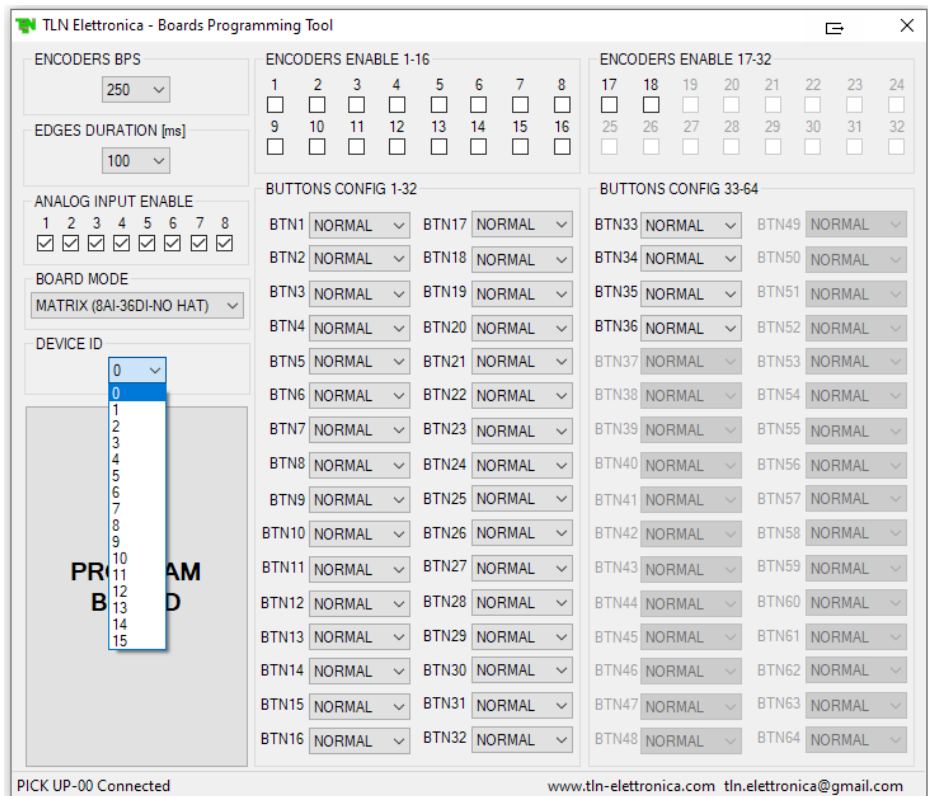 TLN Elettronica - Boards Programming Tool
ENCODERS BPS
250
EDGES DURATION [ms]
100
ANALOG INPUT ENABLE
1 2 3 4 5 6 7 8
BOARD MODE
MATRIX (8AI-36DI-NO HAT)
DEVICE ID
0
0
1
2
3
4
5
6
7
8
9
10
11
12
13
14
15
ENCODERS ENABLE 1-16
1 2 3 4 5 6 7 8
9 10 11 12 13 14 15 16
ENCODERS ENABLE 17-32
17 18 19 20 21 22 23 24
25 26 27 28 29 30 31 32
BUTTONS CONFIG 1-32
BTN1 NORMAL BTN17 NORMAL
BTN2 NORMAL BTN18 NORMAL
BTN3 NORMAL BTN19 NORMAL
BTN4 NORMAL BTN20 NORMAL
BTN5 NORMAL BTN21 NORMAL
BTN6 NORMAL BTN22 NORMAL
BTN7 NORMAL BTN23 NORMAL
BTN8 NORMAL BTN24 NORMAL
BTN9 NORMAL BTN25 NORMAL
BTN10 NORMAL BTN26 NORMAL
BTN11 NORMAL BTN27 NORMAL
BTN12 NORMAL BTN28 NORMAL
BTN13 NORMAL BTN29 NORMAL
BTN14 NORMAL BTN30 NORMAL
BTN15 NORMAL BTN31 NORMAL
BTN16 NORMAL BTN32 NORMAL
BUTTONS CONFIG 33-64
BTN33 NORMAL BTN49 NORMAL
BTN34 NORMAL BTN50 NORMAL
BTN35 NORMAL BTN51 NORMAL
BTN36 NORMAL BTN52 NORMAL
BTN37 NORMAL BTN53 NORMAL
BTN38 NORMAL BTN54 NORMAL
BTN39 NORMAL BTN55 NORMAL
BTN40 NORMAL BTN56 NORMAL
BTN41 NORMAL BTN57 NORMAL
BTN42 NORMAL BTN58 NORMAL
BTN43 NORMAL BTN59 NORMAL
BTN44 NORMAL BTN60 NORMAL
BTN45 NORMAL BTN61 NORMAL
BTN46 NORMAL BTN62 NORMAL
BTN47 NORMAL BTN63 NORMAL
BTN48 NORMAL BTN64 NORMAL
PICK UP-00 Connected
www.tln-elettronica.com tln.elettronica@gmail.com